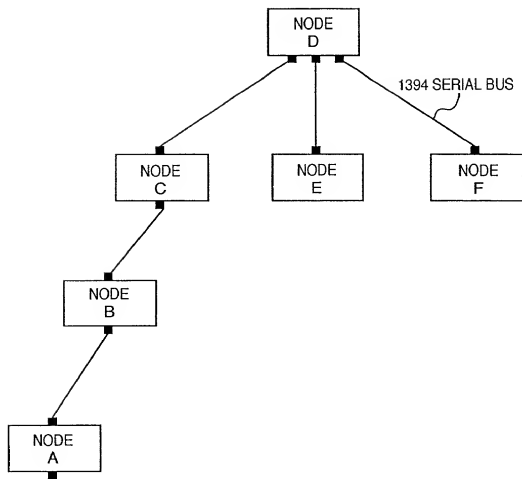 NODE
D
1394 SERIAL BUS
NODE
C
NODE
E
NODE
F
NODE
B
NODE
A